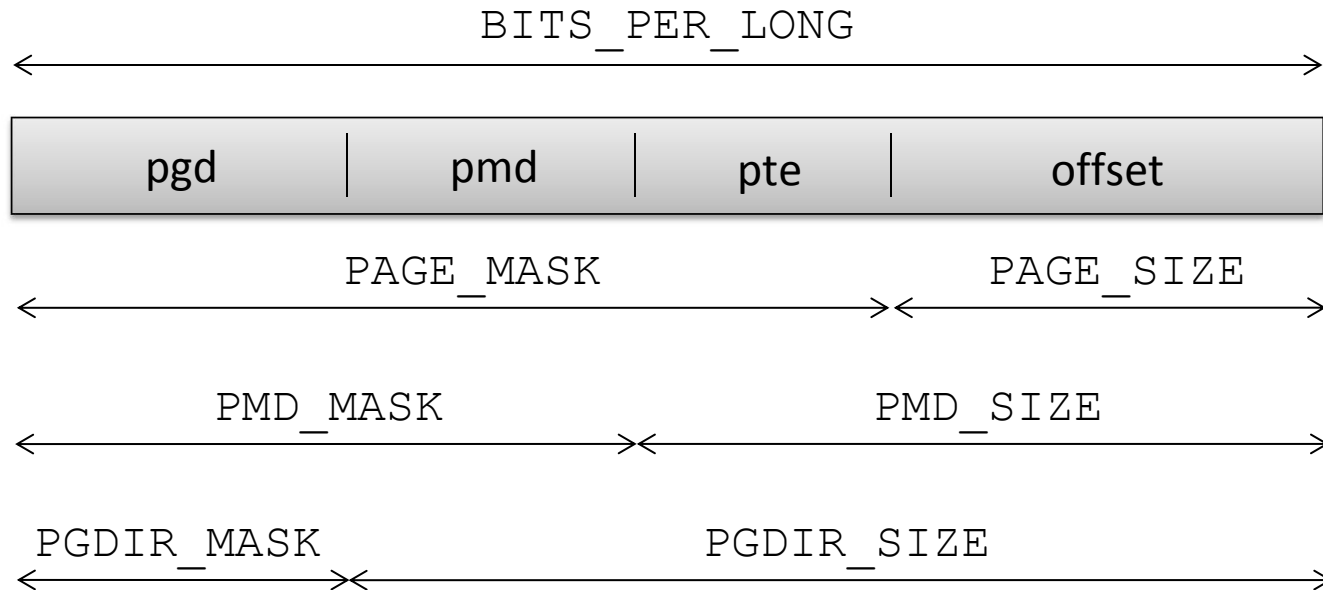 BITS_PER_LONG
pgd pmd pte offset
PAGE_MASK PAGE_SIZE
PMD_MASK PMD_SIZE
PGDIR_MASK PGDIR_SIZE